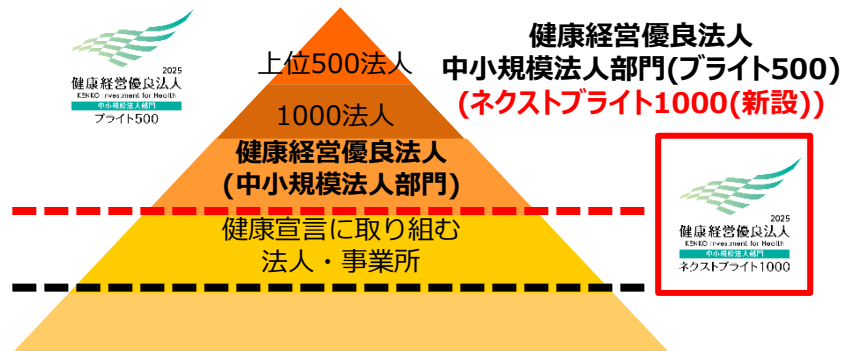 2025
健康経営優良法人
KENKO Investment for Health
中小規模法人部門
ブライト500
上位500法人
1000法人
健康経営優良法人
(中小規模法人部門)
健康宣言に取り組む
法人・事業所
健康経営優良法人
中小規模法人部門(ブライト500)
(ネクストブライト1000(新設))
2025
健康経営優良法人
KENKO Investment for Health
中小規模法人部門
ネクストブライト1000